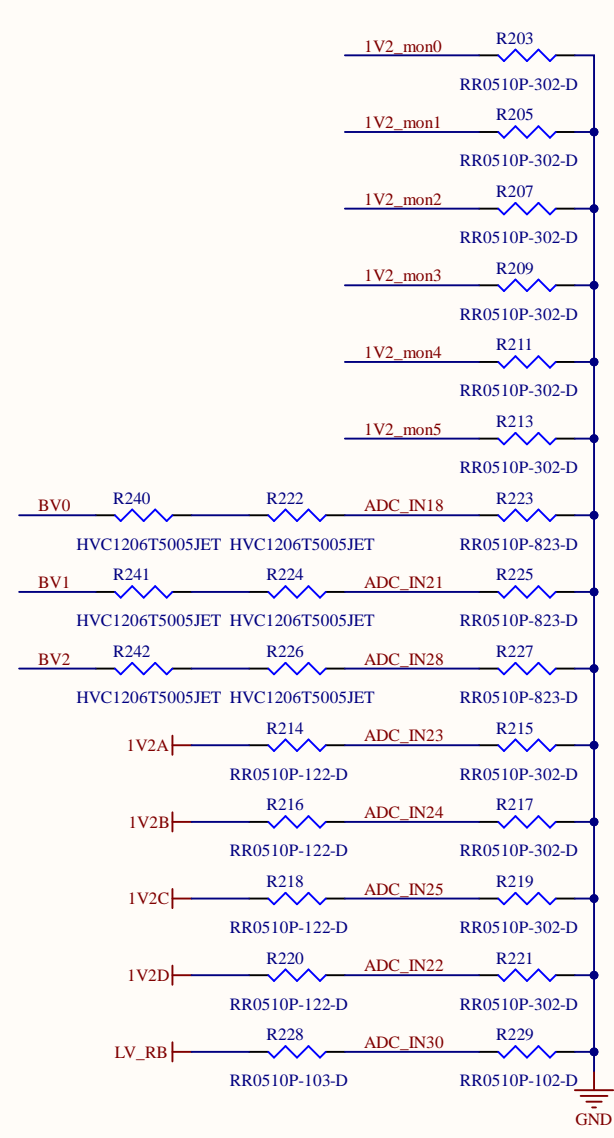 R203
1V2_mon0
RR0510P-302-D
R205
1V2_mon1
RR0510P-302-D
R207
1V2_mon2
RR0510P-302-D
R209
1V2_mon3
RR0510P-302-D
R211
1V2_mon4
RR0510P-302-D
R213
1V2_mon5
RR0510P-302-D
BV0 R240 R222 ADC_IN18 R223
HVC1206T5005JET HVC1206T5005JET RR0510P-823-D
BV1 R241 R224 ADC_IN21 R225
HVC1206T5005JET HVC1206T5005JET RR0510P-823-D
BV2 R242 R226 ADC_IN28 R227
HVC1206T5005JET HVC1206T5005JET RR0510P-823-D
1V2A R214 ADC_IN23 R215
RR0510P-122-D RR0510P-302-D
1V2B R216 ADC_IN24 R217
RR0510P-122-D RR0510P-302-D
1V2C R218 ADC_IN25 R219
RR0510P-122-D RR0510P-302-D
1V2D R220 ADC_IN22 R221
RR0510P-122-D RR0510P-302-D
LV_RB R228 ADC_IN30 R229
RR0510P-103-D RR0510P-102-D
GND